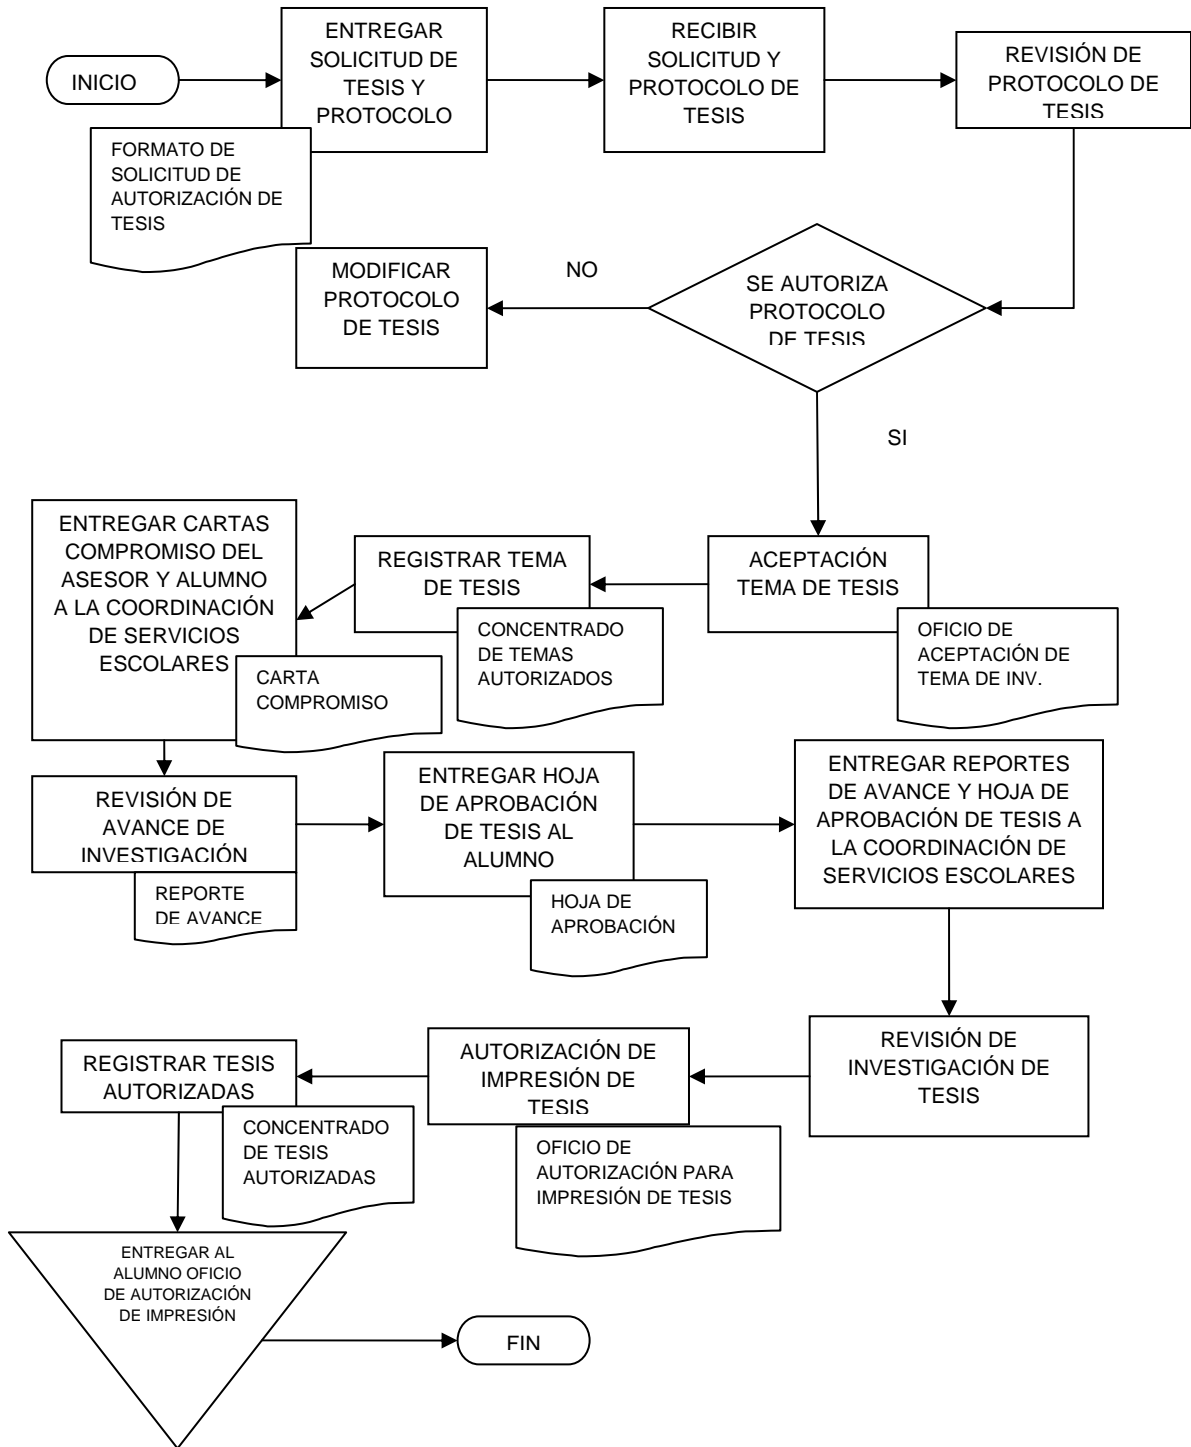 INICIO
ENTREGAR
SOLICITUD DE
TESIS Y
PROTOCOLO
RECIBIR
SOLICITUD Y
PROTOCOLO DE
TESIS
REVISIÓN DE
PROTOCOLO DE
TESIS
FORMATO DE
SOLICITUD DE
AUTORIZACIÓN DE
TESIS
MODIFICAR
PROTOCOLO
DE TESIS
NO
SE AUTORIZA
PROTOCOLO
DE TESIS
SI
ENTREGAR CARTAS
COMPROMISO DEL
ASESOR Y ALUMNO
A LA COORDINACIÓN
DE SERVICIOS
ESCOLARES
CARTA
COMPROMISO
REGISTRAR TEMA
DE TESIS
CONCENTRADO
DE TEMAS
AUTORIZADOS
ACEPTACIÓN
TEMA DE TESIS
OFICIO DE
ACEPTACIÓN DE
TEMA DE INV.
REVISIÓN DE
AVANCE DE
INVESTIGACIÓN
REPORTE
DE AVANCE
ENTREGAR HOJA
DE APROBACIÓN
DE TESIS AL
ALUMNO
HOJA DE
APROBACIÓN
ENTREGAR REPORTES
DE AVANCE Y HOJA DE
APROBACIÓN DE TESIS A
LA COORDINACIÓN DE
SERVICIOS ESCOLARES
REGISTRAR TESIS
AUTORIZADAS
CONCENTRADO
DE TESIS
AUTORIZADAS
AUTORIZACIÓN DE
IMPRESIÓN DE
TESIS
OFICIO DE
AUTORIZACIÓN PARA
IMPRESIÓN DE TESIS
REVISIÓN DE
INVESTIGACIÓN DE
TESIS
ENTREGAR AL
ALUMNO OFICIO
DE AUTORIZACIÓN
DE IMPRESIÓN
FIN